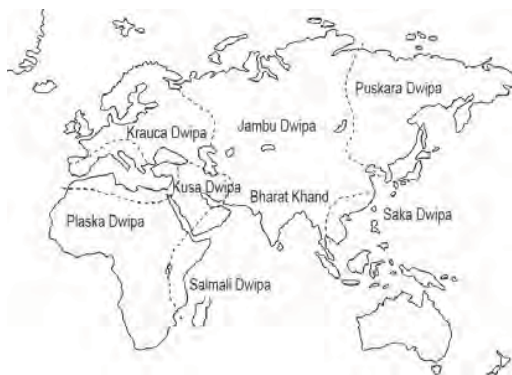 Puskara Dwipa
Jambu Dwipa
Krauca Dwipa
Kusa Dwipa
Bharat Khand
Plaska Dwipa
Saka Dwipa
Salmali Dwipa